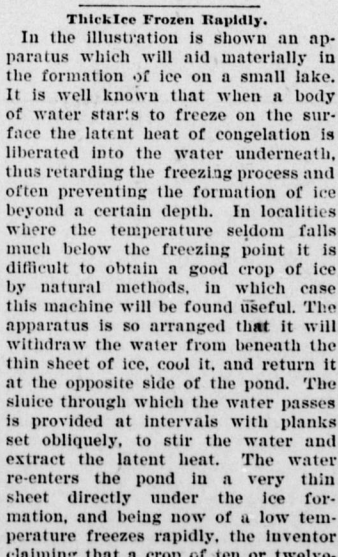 ThickIce Frozen Rapidly.
In the illustration is shown an ap-
paratus which will aid materially in
the formation of ice on a small lake.
It is well known that when a body
of water starts to freeze on the sur-
face the latent heat of congelation is
liberated into the water underneath,
thus retarding the freezing process and
often preventing the formation of ice
beyond a certain depth. In localities
where the temperature seldom falls
much below the freezing point it is
difficult to obtain a good crop of ice
by natural methods, in which case
this machine will be found useful. The
apparatus is so arranged that it will
withdraw the water from beneath the
thin sheet of ice, cool it, and return it
at the opposite side of the pond. The
sluice through which the water passes
is provided at intervals with planks
set obliquely, to stir the water and
extract the latent heat. The water
re-enters the pond in a very thin
sheet directly under the ice for-
mation, and being now of a low tem-
perature freezes rapidly, the inventor
claiming that a crop of ten or twelve-